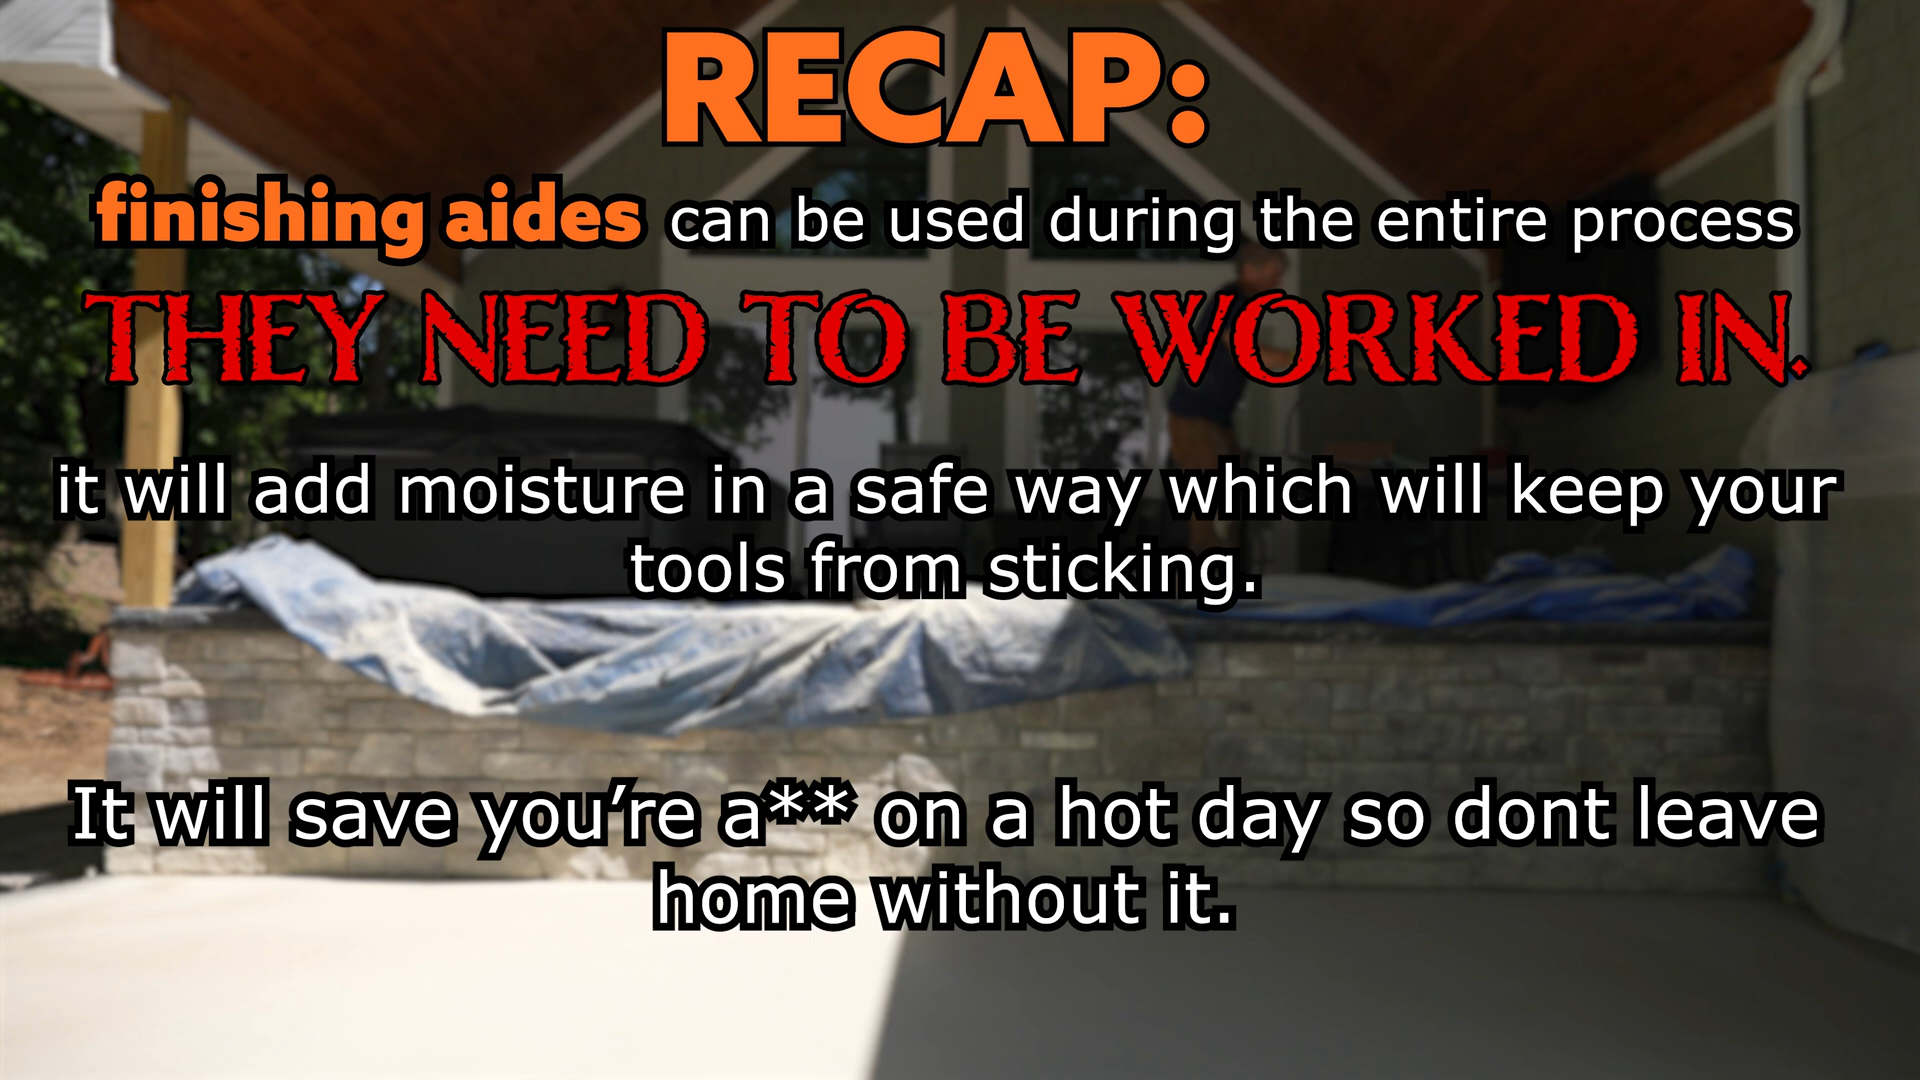 RECAP:
finishing aides can be used during the entire process
THEY NEED TO BE WORKED IN.
it will add moisture in a safe way which will keep your
tools from sticking.
It will save you’re a** on a hot day so dont leave
home without it.